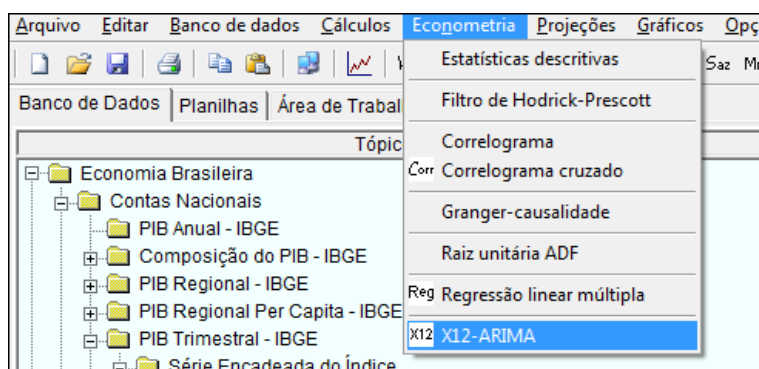 Arquivo Editar Banco de dados Cálculos Econometria Projeções Gráficos Opç
Saz
Banco de Dados Planilhas Área de Trabal
Tópic
Estatísticas descritivas
Filtro de Hodrick-Prescott
Correlograma
Corr Correlograma cruzado
Granger-causalidade
Raiz unitária ADF
Reg Regressão linear múltipla
X12 X12-ARIMA
Economia Brasileira
Contas Nacionais
PIB Anual - IBGE
Composição do PIB - IBGE
PIB Regional - IBGE
PIB Regional Per Capita - IBGE
PIB Trimestral - IBGE
Série Encadeada do Índice